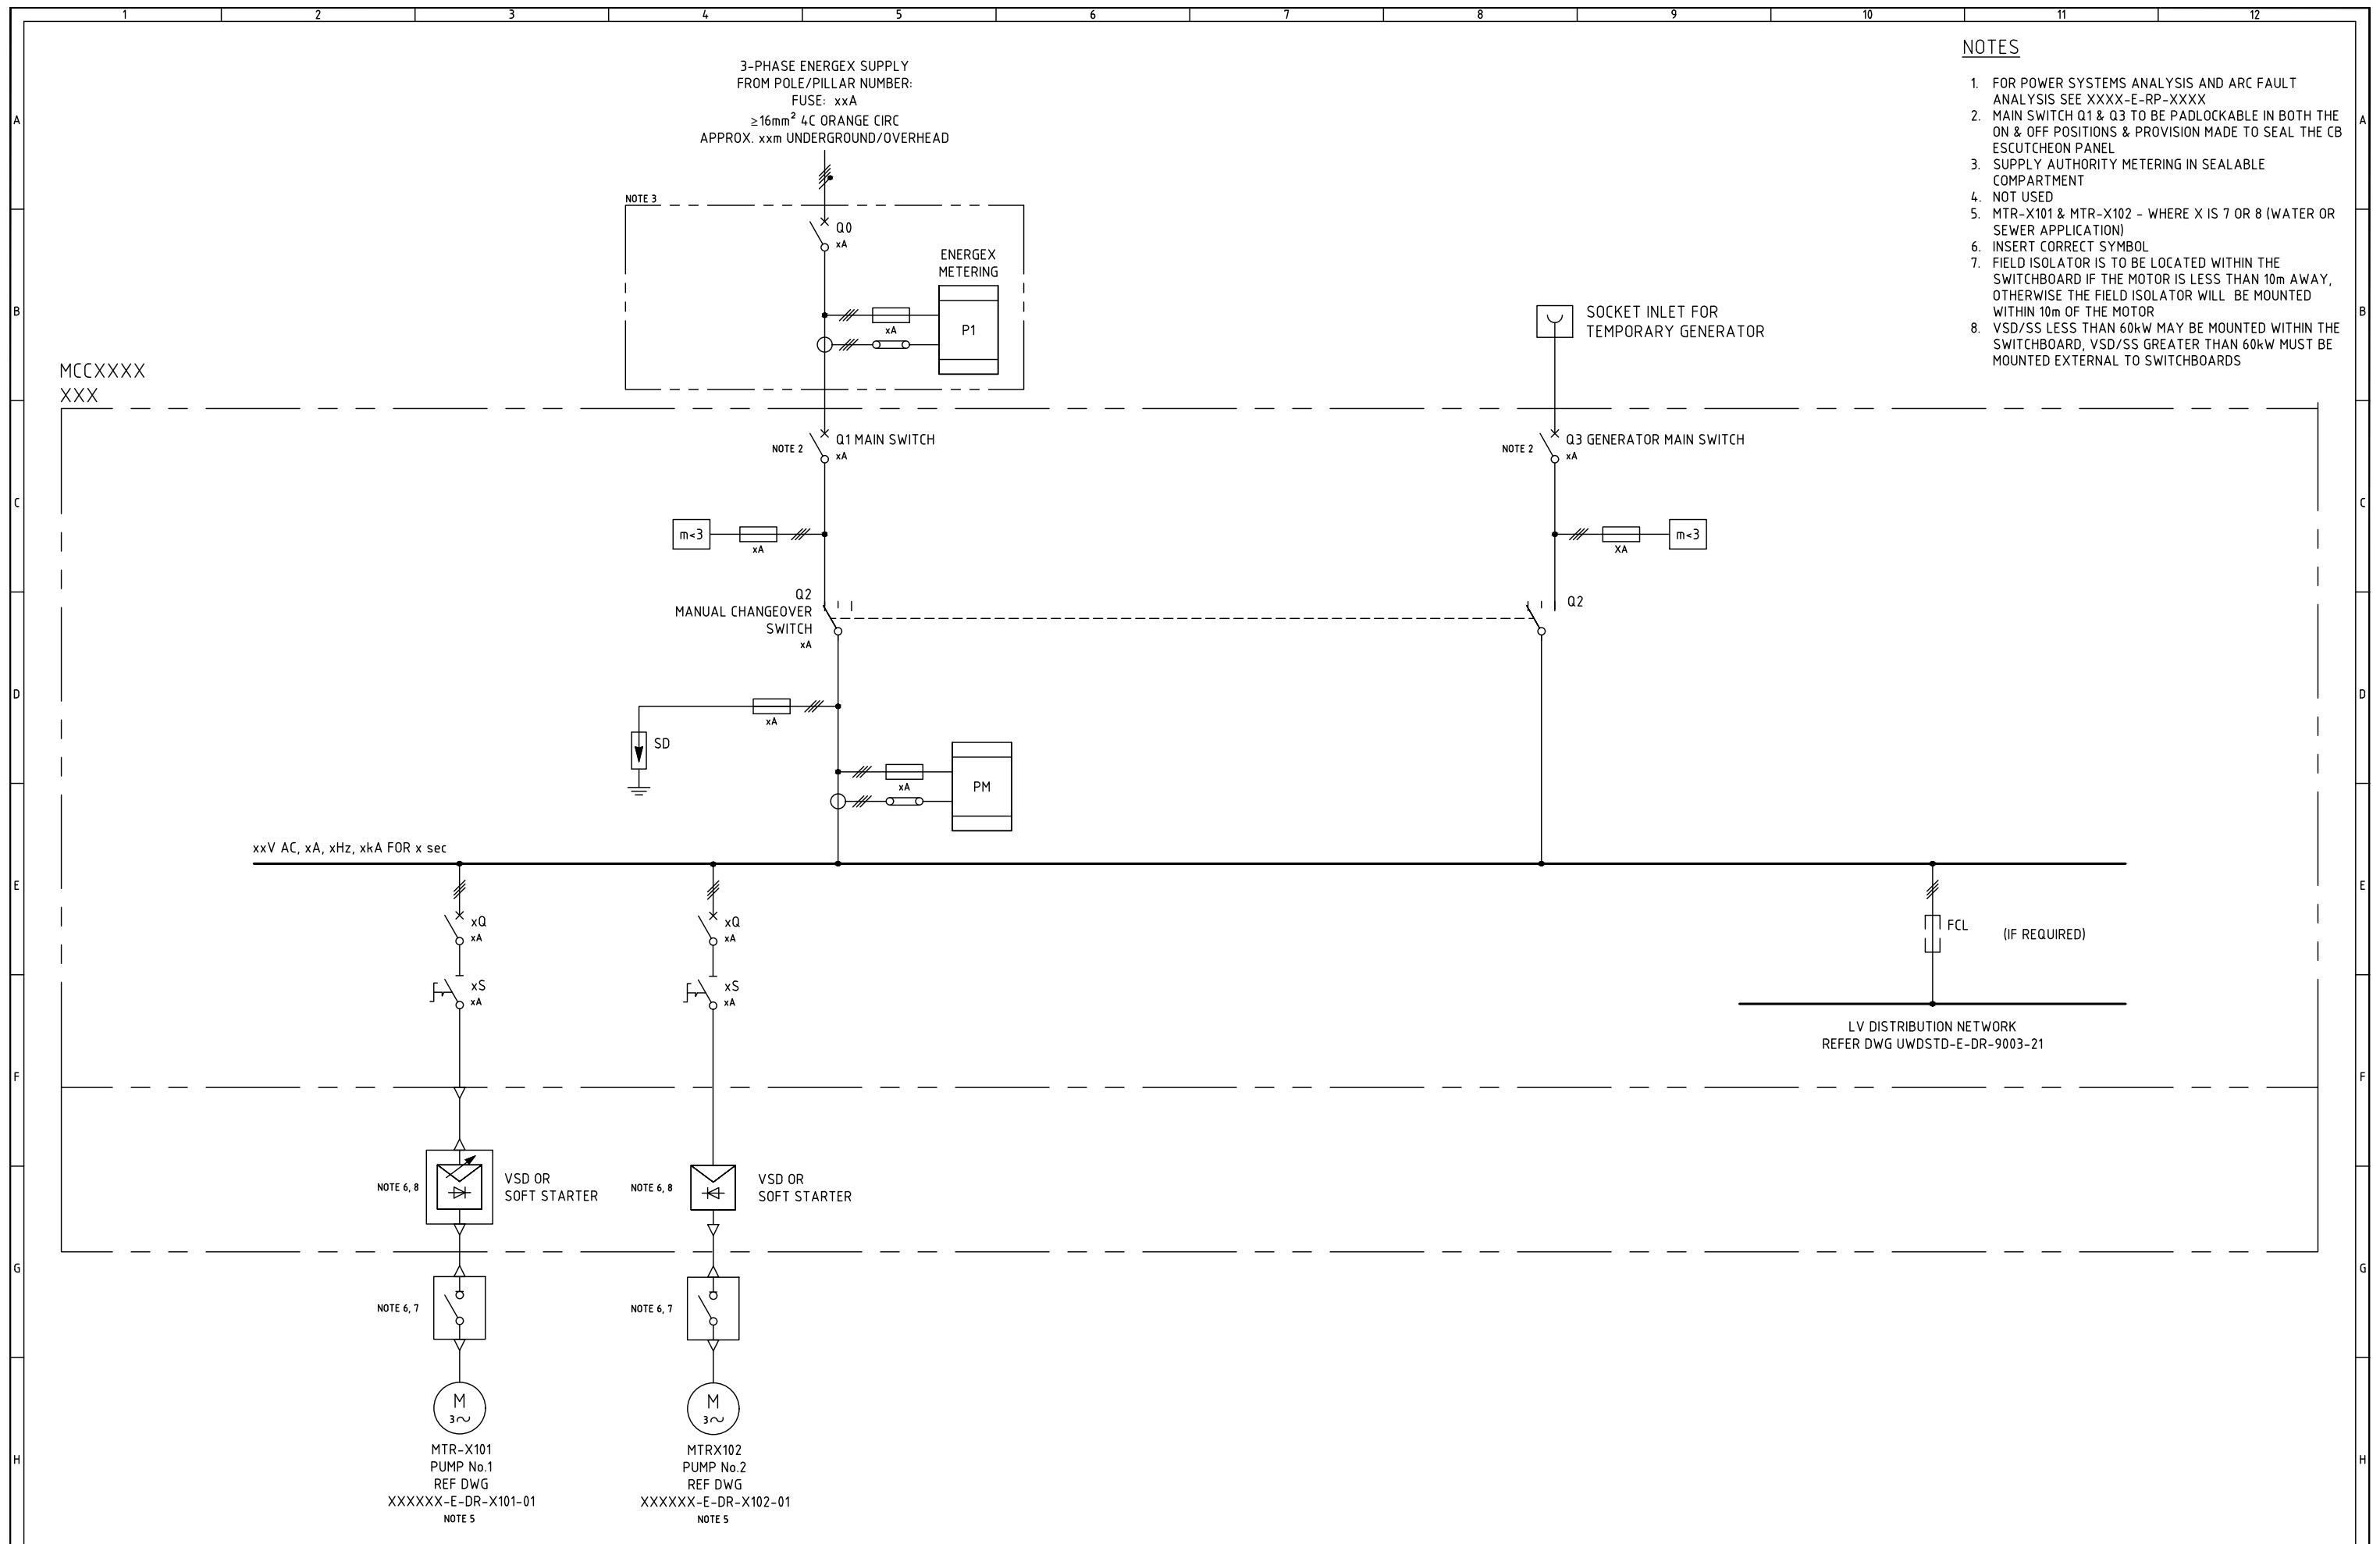 1 2 3 4 5 6 7 8 9 10 11 12
A
B
C
D
E
F
G
H
A
B
C
D
E
F
G
H
3-PHASE ENERGEX SUPPLY
FROM POLE/PILLAR NUMBER:
FUSE: xxA
≥16mm² 4C ORANGE CIRC
APPROX. xxm UNDERGROUND/OVERHEAD
NOTES
1. FOR POWER SYSTEMS ANALYSIS AND ARC FAULT
ANALYSIS SEE XXXX-E-RP-XXXX
2. MAIN SWITCH Q1 & Q3 TO BE PADLOCKABLE IN BOTH THE
ON & OFF POSITIONS & PROVISION MADE TO SEAL THE CB
ESCUTCHEON PANEL
3. SUPPLY AUTHORITY METERING IN SEALABLE
COMPARTMENT
4. NOT USED
5. MTR-X101 & MTR-X102 - WHERE X IS 7 OR 8 (WATER OR
SEWER APPLICATION)
6. INSERT CORRECT SYMBOL
7. FIELD ISOLATOR IS TO BE LOCATED WITHIN THE
SWITCHBOARD IF THE MOTOR IS LESS THAN 10m AWAY,
OTHERWISE THE FIELD ISOLATOR WILL BE MOUNTED
WITHIN 10m OF THE MOTOR
8. VSD/SS LESS THAN 60kW MAY BE MOUNTED WITHIN THE
SWITCHBOARD, VSD/SS GREATER THAN 60kW MUST BE
MOUNTED EXTERNAL TO SWITCHBOARDS
NOTE 3
Q0
xA
ENERGEX
METERING
xA
P1
SOCKET INLET FOR
TEMPORARY GENERATOR
MCCXXXX
XXX
NOTE 2
Q1 MAIN SWITCH
xA
NOTE 2
Q3 GENERATOR MAIN SWITCH
xA
m<3
xA
XA
m<3
Q2
MANUAL CHANGEOVER
SWITCH
xA
Q2
xA
SD
xA
PM
xxV AC, xA, xHz, xkA FOR x sec
xQ
xA
xQ
xA
FCL
(IF REQUIRED)
xS
xA
xS
xA
LV DISTRIBUTION NETWORK
REFER DWG UWDSTD-E-DR-9003-21
NOTE 6, 8
VSD OR
SOFT STARTER
NOTE 6, 8
VSD OR
SOFT STARTER
NOTE 6, 7
NOTE 6, 7
M
3~
M
3~
MTR-X101
PUMP No.1
REF DWG
XXXXXX-E-DR-X101-01
NOTE 5
MTRX102
PUMP No.2
REF DWG
XXXXXX-E-DR-X102-01
NOTE 5